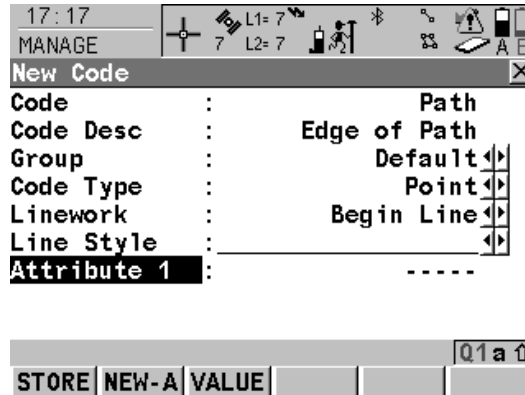 17:17
MANAGE
L1= 7
7 L2= 7
A
New Code
Code : Path
Code Desc : Edge of Path
Group : Default
Code Type : Point
Linework : Begin Line
Line Style :
Attribute 1 : -----
Q1 a
STORE NEW-A VALUE